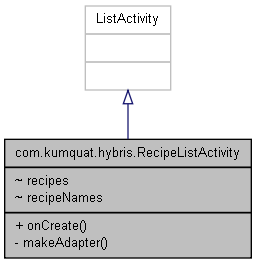 ListActivity
com.kumquat.hybris.RecipeListActivity
~ recipes
~ recipeNames
+ onCreate()
- makeAdapter()